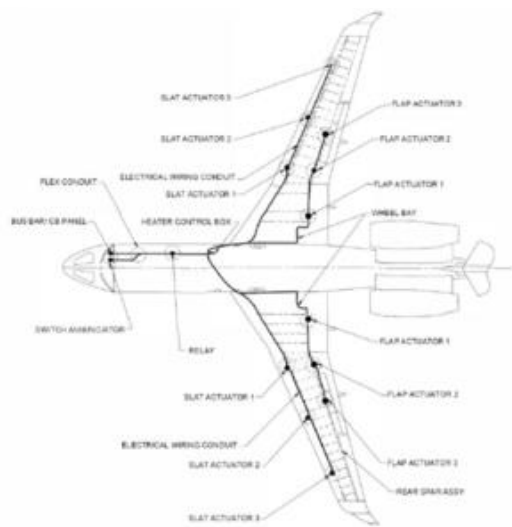 SLAT ACTUATOR 3
FLAP ACTUATOR 3
SLAT ACTUATOR 2
FLAP ACTUATOR 2
ELECTRICAL WIRING CONDUIT
FLEX CONDUIT
SLAT ACTUATOR 1
FLAP ACTUATOR 1
BUS BAR/ CB PANEL
HEATER CONTROL BOX
WHEEL BAY
SWITCH ANNUNCIATOR
RELAY
FLAP ACTUATOR 1
SLAT ACTUATOR 1
FLAP ACTUATOR 2
ELECTRICAL WIRING CONDUIT
SLAT ACTUATOR 2
FLAP ACTUATOR 3
REAR SPAR ASSY
SLAT ACTUATOR 3